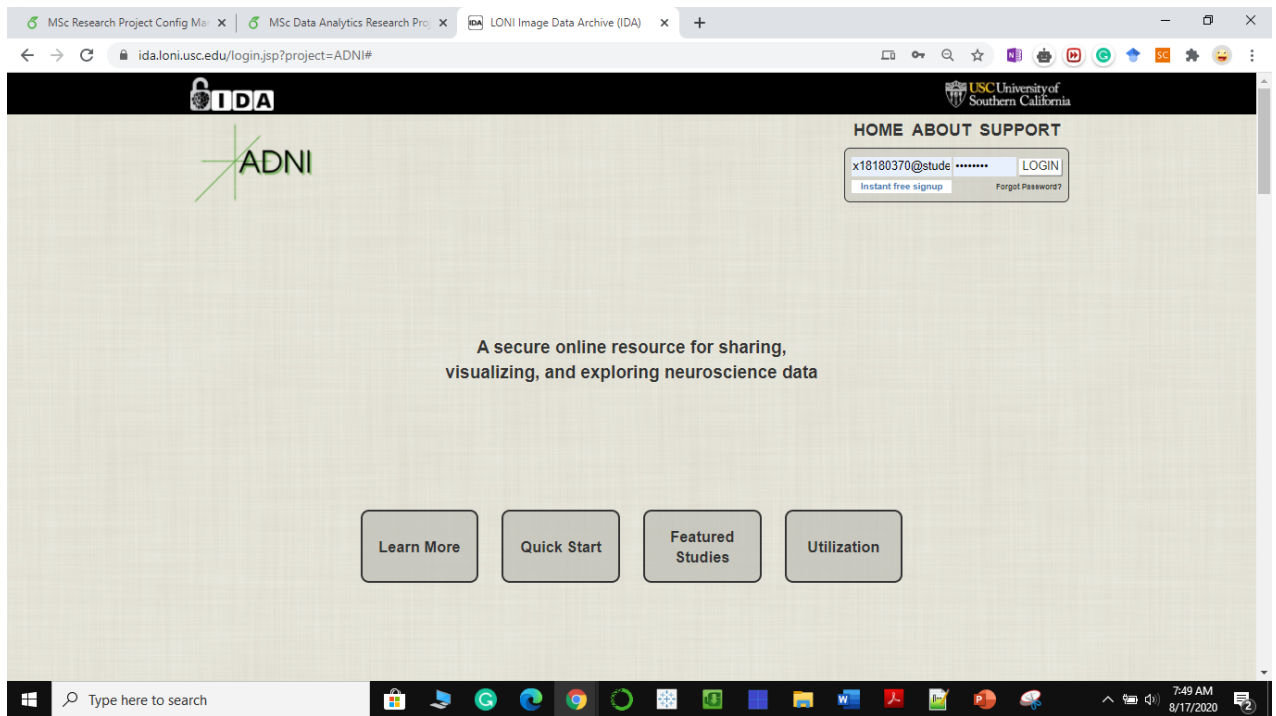 MSc Research Project Config Ma
MSc Data Analytics Research Pro
IDA LONI Image Data Archive (IDA)
ida.loni.usc.edu/login.jsp?project=ADNI#
IDA
USC University of
Southern California
HOME ABOUT SUPPORT
ADNI
x18180370@stude •••••••• LOGIN
Instant free signup Forgot Password?
A secure online resource for sharing,
visualizing, and exploring neuroscience data
Learn More
Quick Start
Featured
Studies
Utilization
Type here to search
7:49 AM
8/17/2020
2